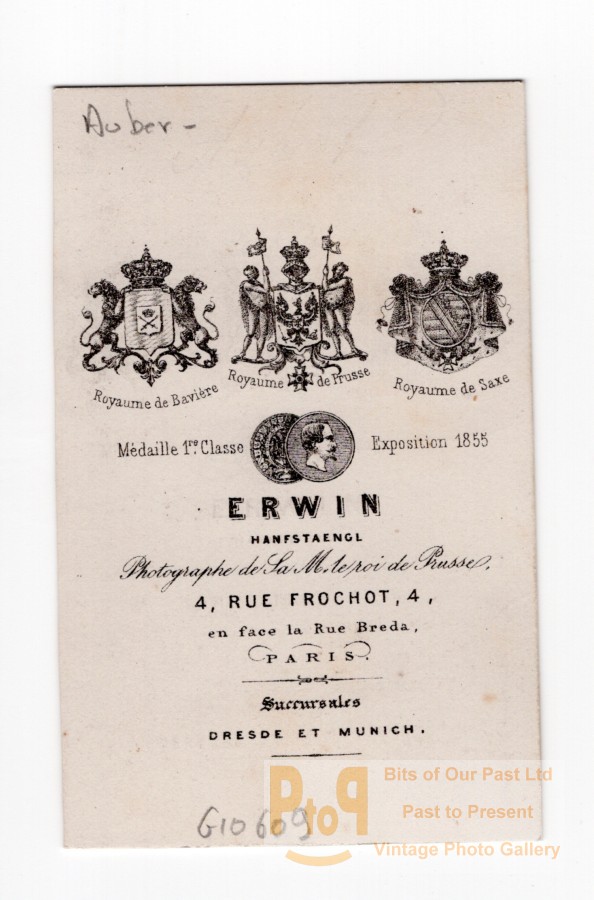 Auber -
Royaume de Bavière
Royaume de Prusse
Royaume de Saxe
Médaille 1re Classe
Exposition 1855
ERWIN
HANFSTAENGL
Photographe de Sa M. le roi de Prusse.
4, RUE FROCHOT, 4,
en face la Rue Breda,
PARIS.
Succursales
DRESDE ET MUNICH.
G10609
PtoP
Bits of Our Past Ltd
Past to Present
Vintage Photo Gallery